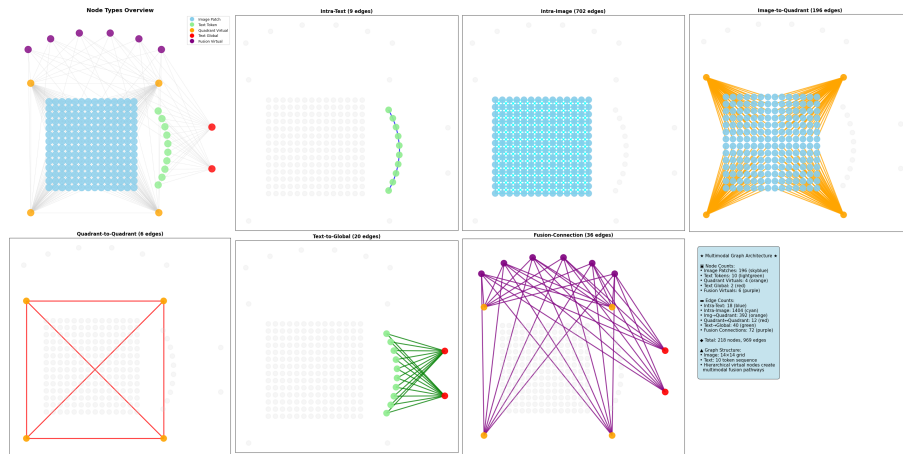 Node Types Overview
Image Patch
Text Token
Quadrant Virtual
Text Global
Fusion Virtual
Intra-Text (9 edges)
Intra-Image (702 edges)
Image-to-Quadrant (196 edges)
Quadrant-to-Quadrant (6 edges)
Text-to-Global (20 edges)
Fusion-Connection (36 edges)
★ Multimodal Graph Architecture ★
▣ Node Counts:
• Image Patches: 196 (skyblue)
• Text Tokens: 10 (lightgreen)
• Quadrant Virtuals: 4 (orange)
• Text Global: 2 (red)
• Fusion Virtuals: 6 (purple)
▬ Edge Counts:
• Intra-Text: 18 (blue)
• Intra-Image: 1404 (cyan)
• Img→Quadrant: 392 (orange)
• Quadrant↔Quadrant: 12 (red)
• Text→Global: 40 (green)
• Fusion Connections: 72 (purple)
◆ Total: 218 nodes, 969 edges
▲ Graph Structure:
• Image: 14×14 grid
• Text: 10 token sequence
• Hierarchical virtual nodes create
multimodal fusion pathways